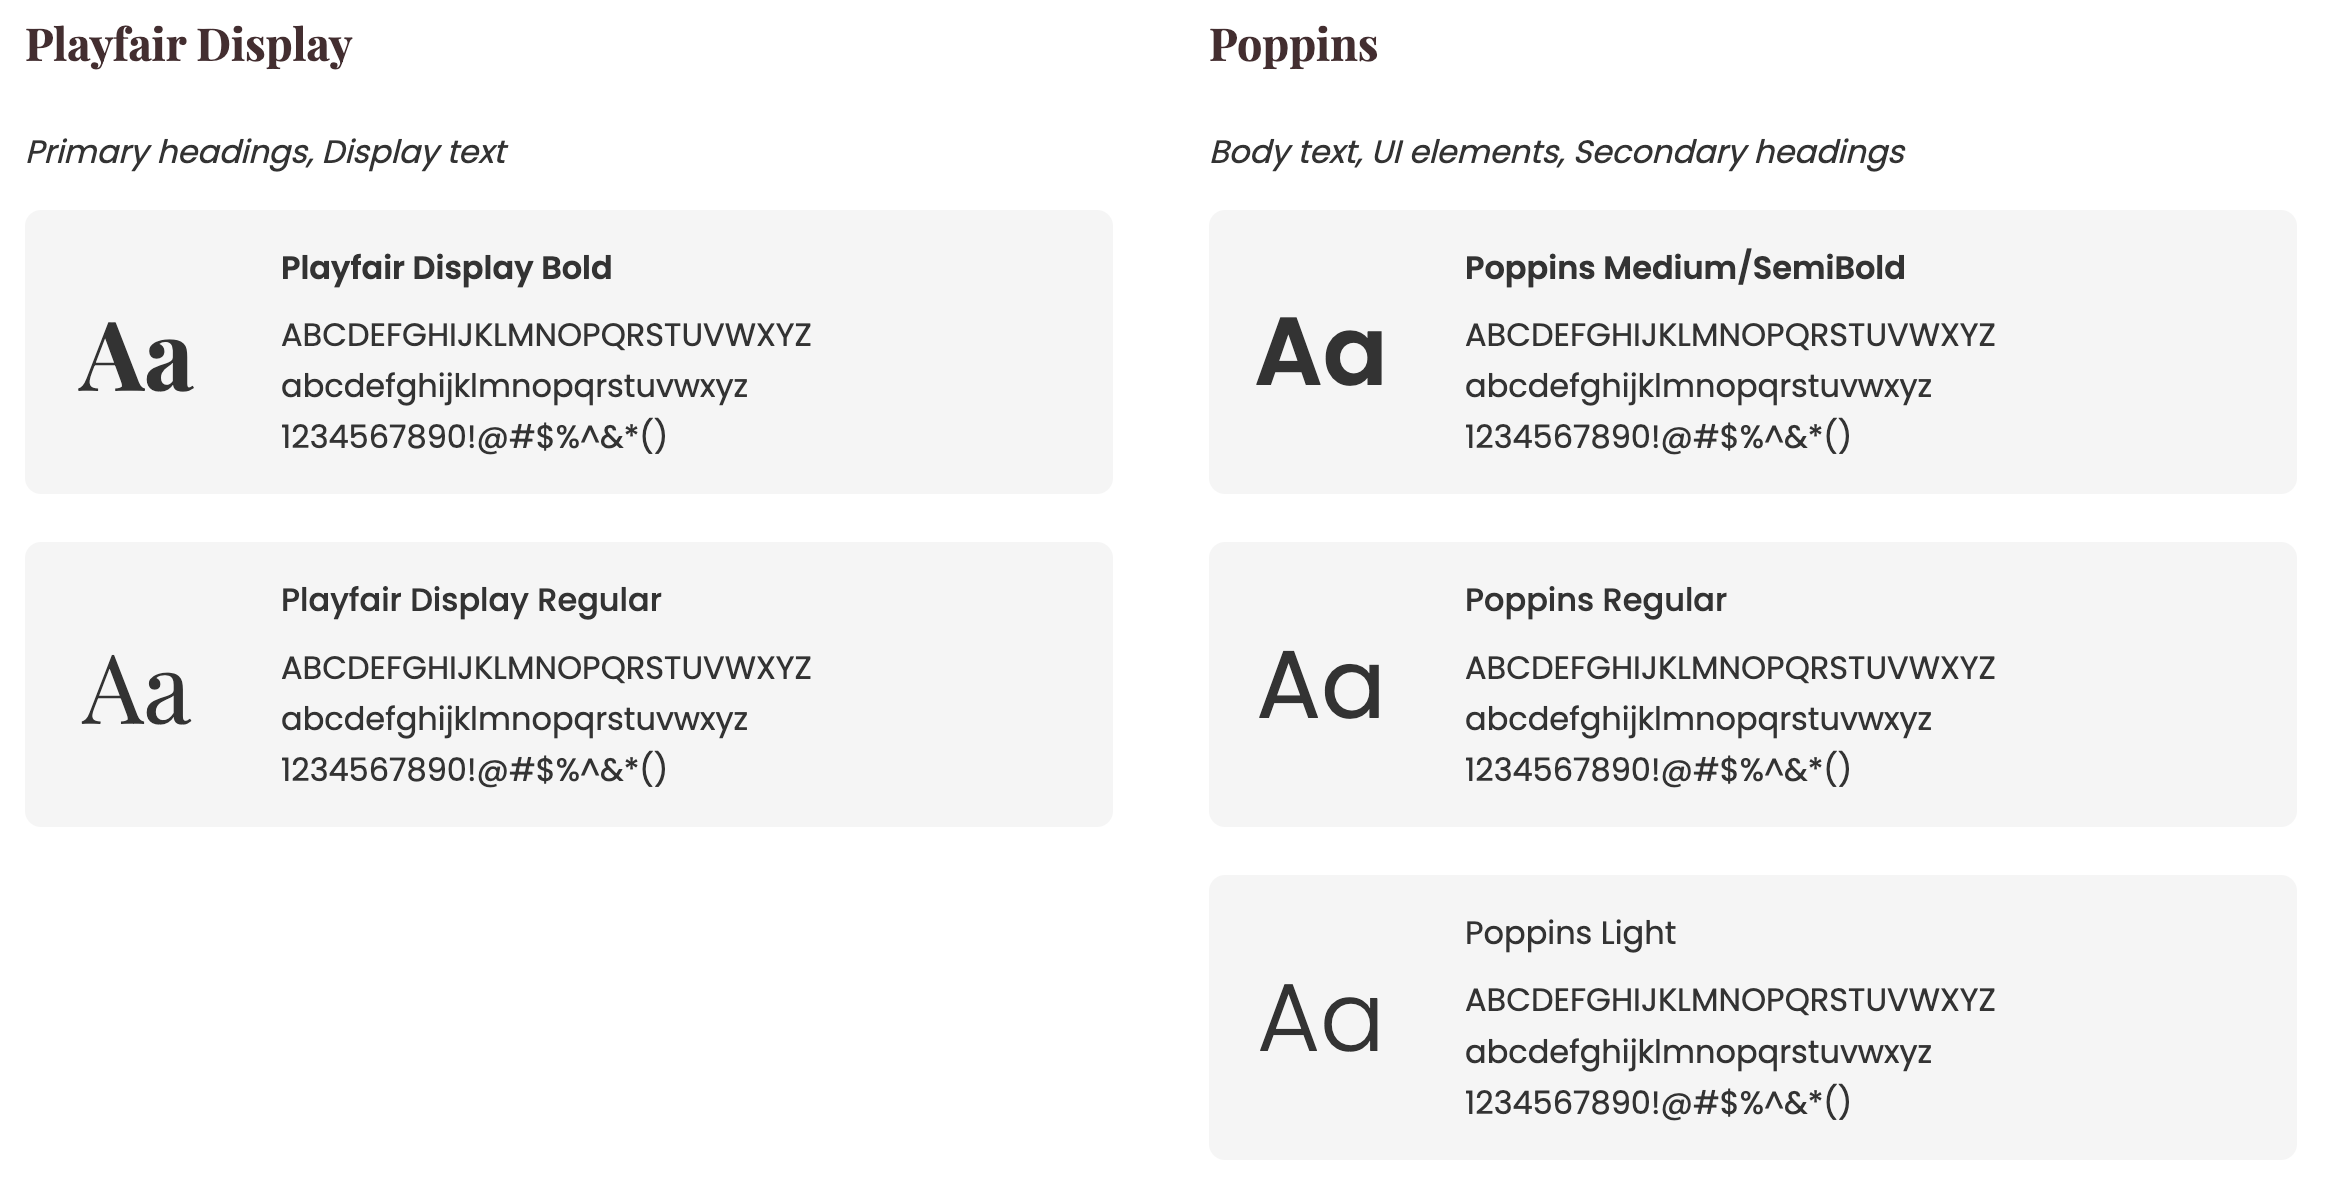 Playfair Display
Primary headings, Display text
Aa
Playfair Display Bold
ABCDEFGHIJKLMNOPQRSTUVWXYZ
abcdefghijklmnopqrstuvwxyz
1234567890!@#$%^&*()
Aa
Playfair Display Regular
ABCDEFGHIJKLMNOPQRSTUVWXYZ
abcdefghijklmnopqrstuvwxyz
1234567890!@#$%^&*()
Poppins
Body text, UI elements, Secondary headings
Aa
Poppins Medium/SemiBold
ABCDEFGHIJKLMNOPQRSTUVWXYZ
abcdefghijklmnopqrstuvwxyz
1234567890!@#$%^&*()
Aa
Poppins Regular
ABCDEFGHIJKLMNOPQRSTUVWXYZ
abcdefghijklmnopqrstuvwxyz
1234567890!@#$%^&*()
Aa
Poppins Light
ABCDEFGHIJKLMNOPQRSTUVWXYZ
abcdefghijklmnopqrstuvwxyz
1234567890!@#$%^&*()